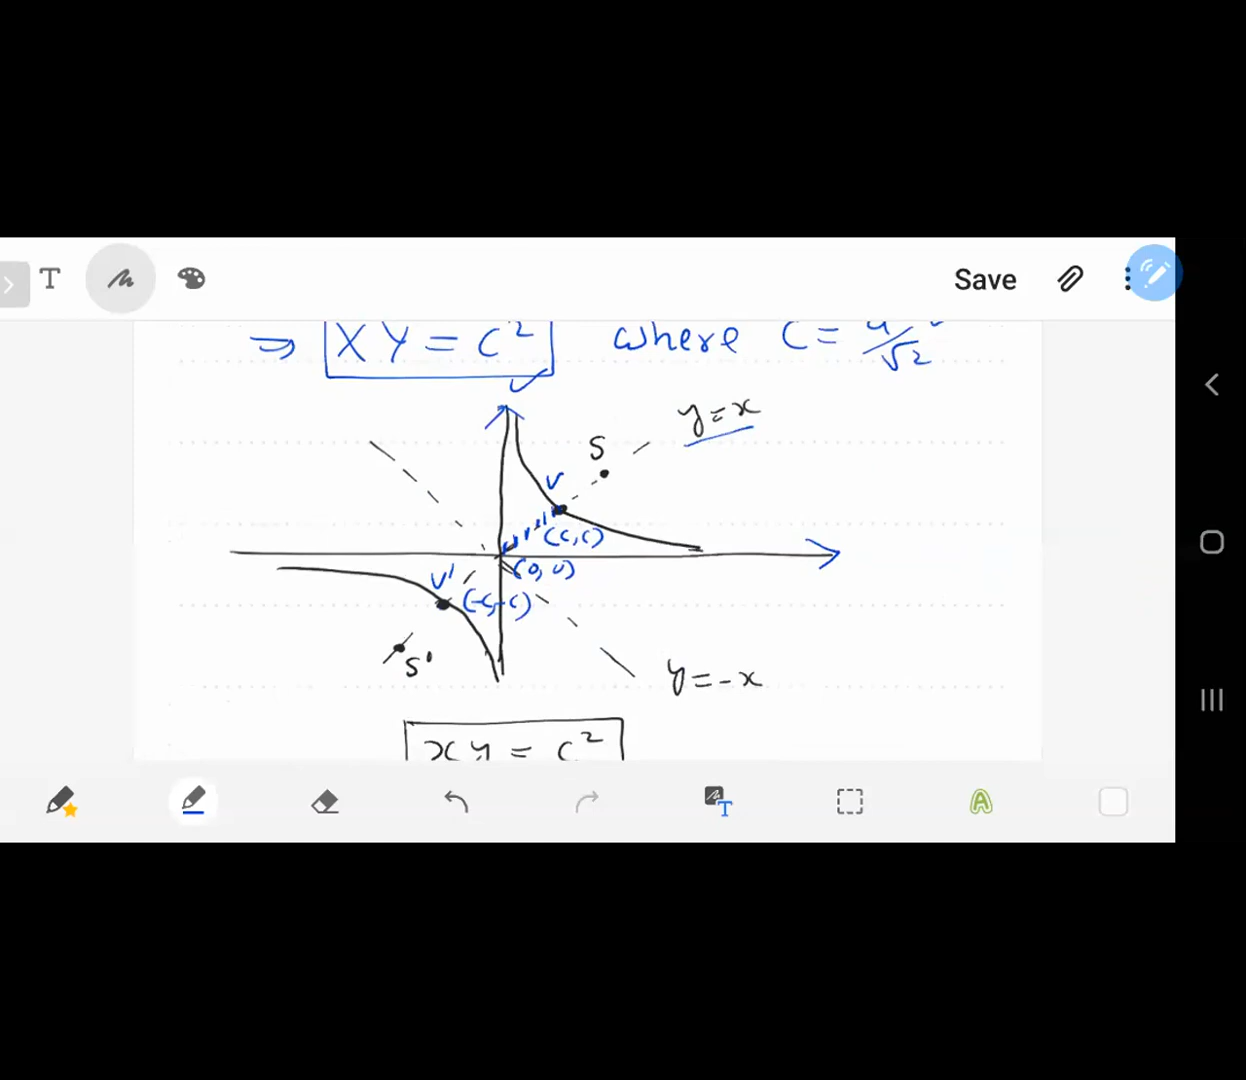 T Save
⇒ XY = C² where C = a/√2
y = x
S
V
(C, C)
(0, 0)
V'
(-C, -C)
S'
y = -x
xy = c²
T A